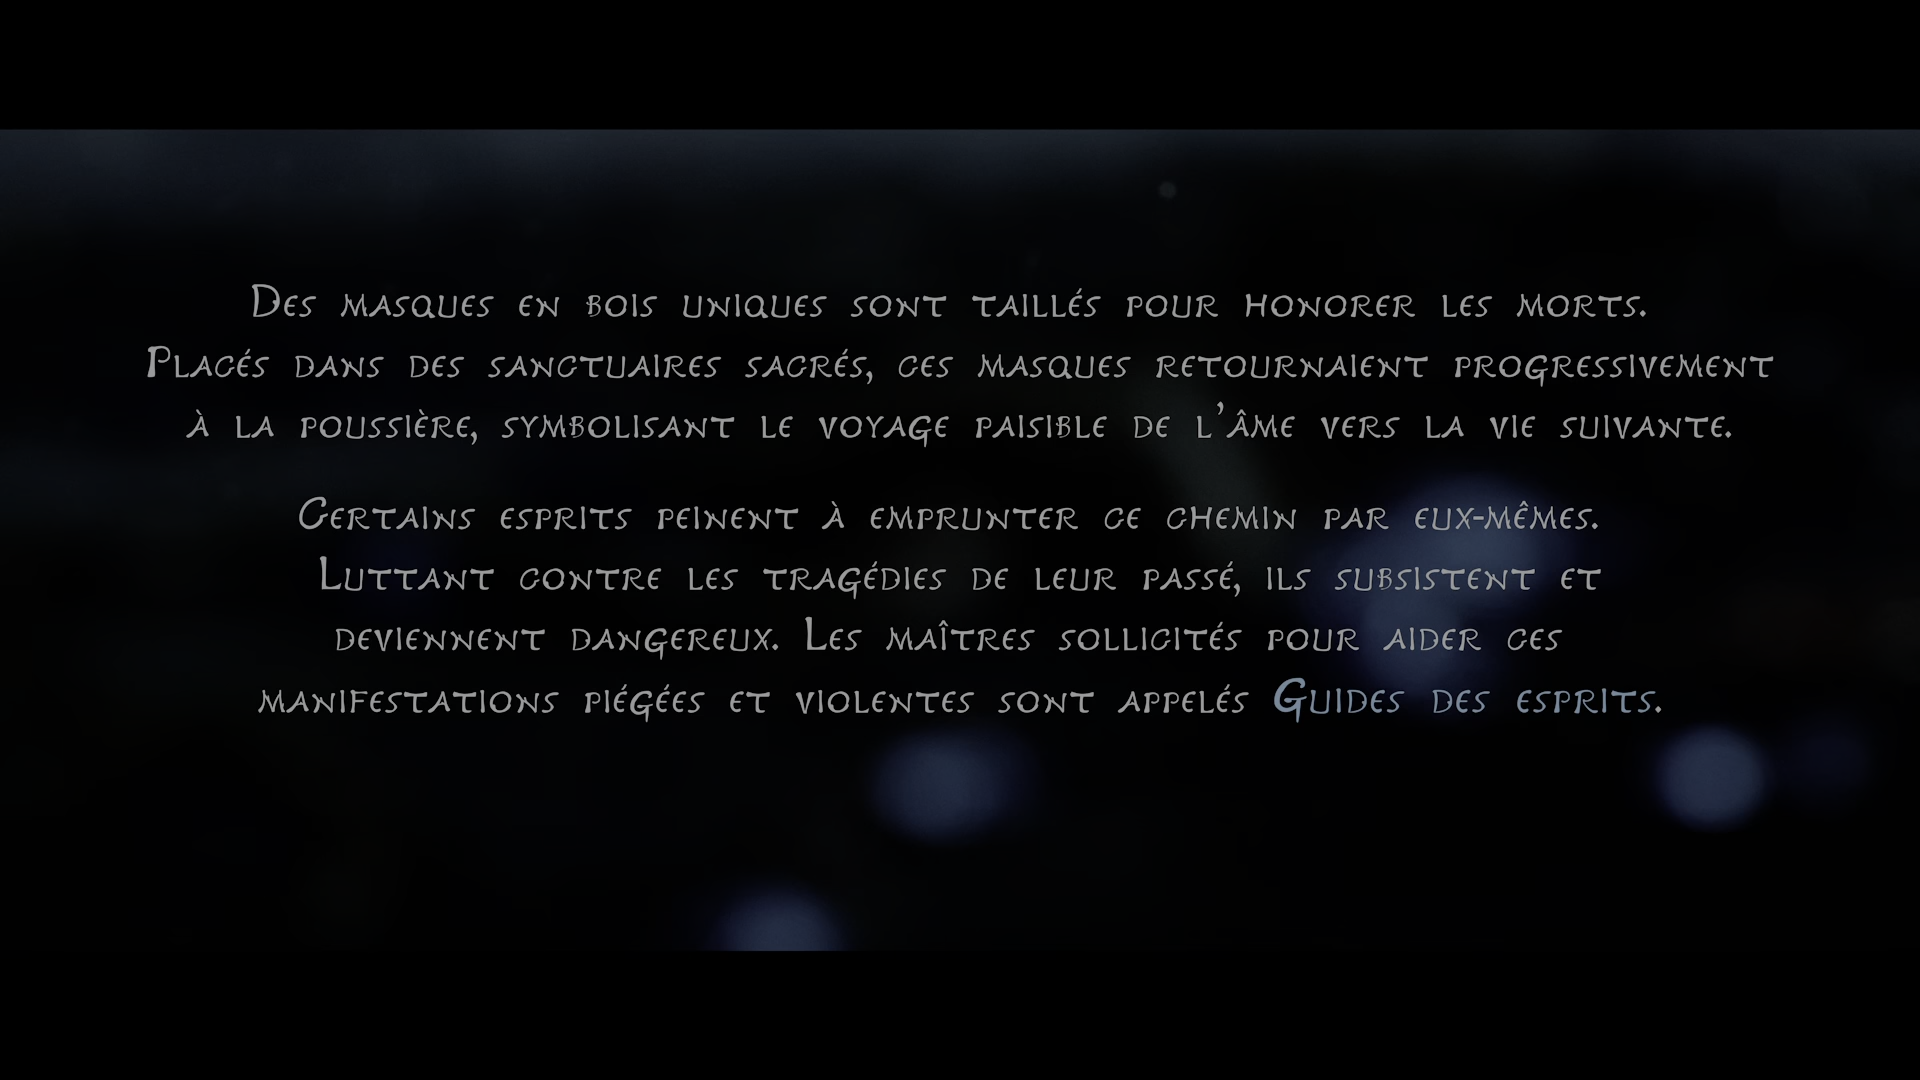 Des masques en bois uniques sont taillés pour honorer les morts.
Placés dans des sanctuaires sacrés, ces masques retournaient progressivement
à la poussière, symbolisant le voyage paisible de l'âme vers la vie suivante.
Certains esprits peinent à emprunter ce chemin par eux-mêmes.
Luttant contre les tragédies de leur passé, ils subsistent et
deviennent dangereux. Les maîtres sollicités pour aider ces
manifestations piégées et violentes sont appelés Guides des esprits.